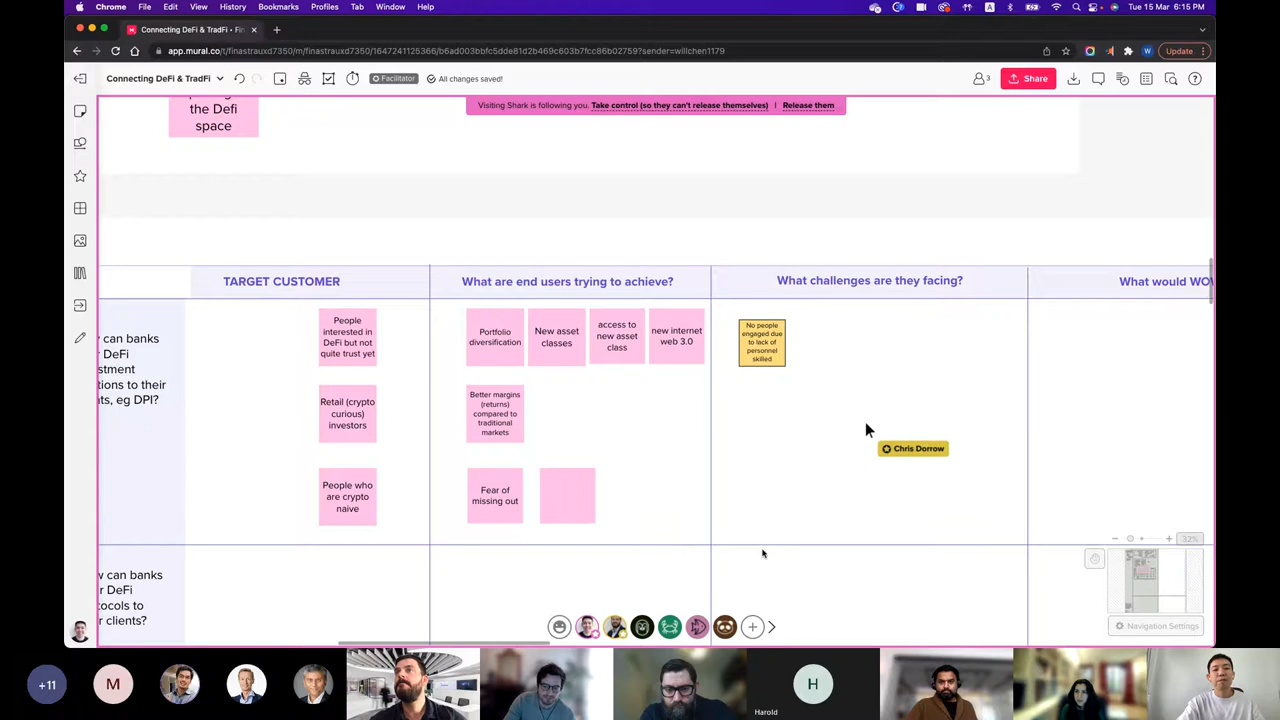 Chrome File Edit View History Bookmarks Profiles Tab Window Help
Tue 15 Mar 6:15 PM
Connecting DeFi & TradFi • Fin
app.mural.co/t/finastrauxd7350/m/finastrauxd7350/1647241125366/b6ad003bbfc5dde81d2b469c603b7fcc86b02759?sender=willchen1179
Update
Connecting DeFi & TradFi
Facilitator
All changes saved!
3
Share
the Defi
space
Visiting Shark is following you. Take control (so they can't release themselves) | Release them
TARGET CUSTOMER
What are end users trying to achieve?
What challenges are they facing?
What would WO
can banks
DeFi
stment
tions to their
ts, eg DPI?
People
interested in
DeFi but not
quite trust yet
Portfolio
diversification
New asset
classes
access to
new asset
class
new internet
web 3.0
No people
engaged due
to lack of
personnel
skilled
Retail (crypto
curious)
investors
Better margins
(returns)
compared to
traditional
markets
Chris Dorrow
People who
are crypto
naive
Fear of
missing out
32%
w can banks
r DeFi
ocols to
r clients?
Navigation Settings
+11
M
H
Harold